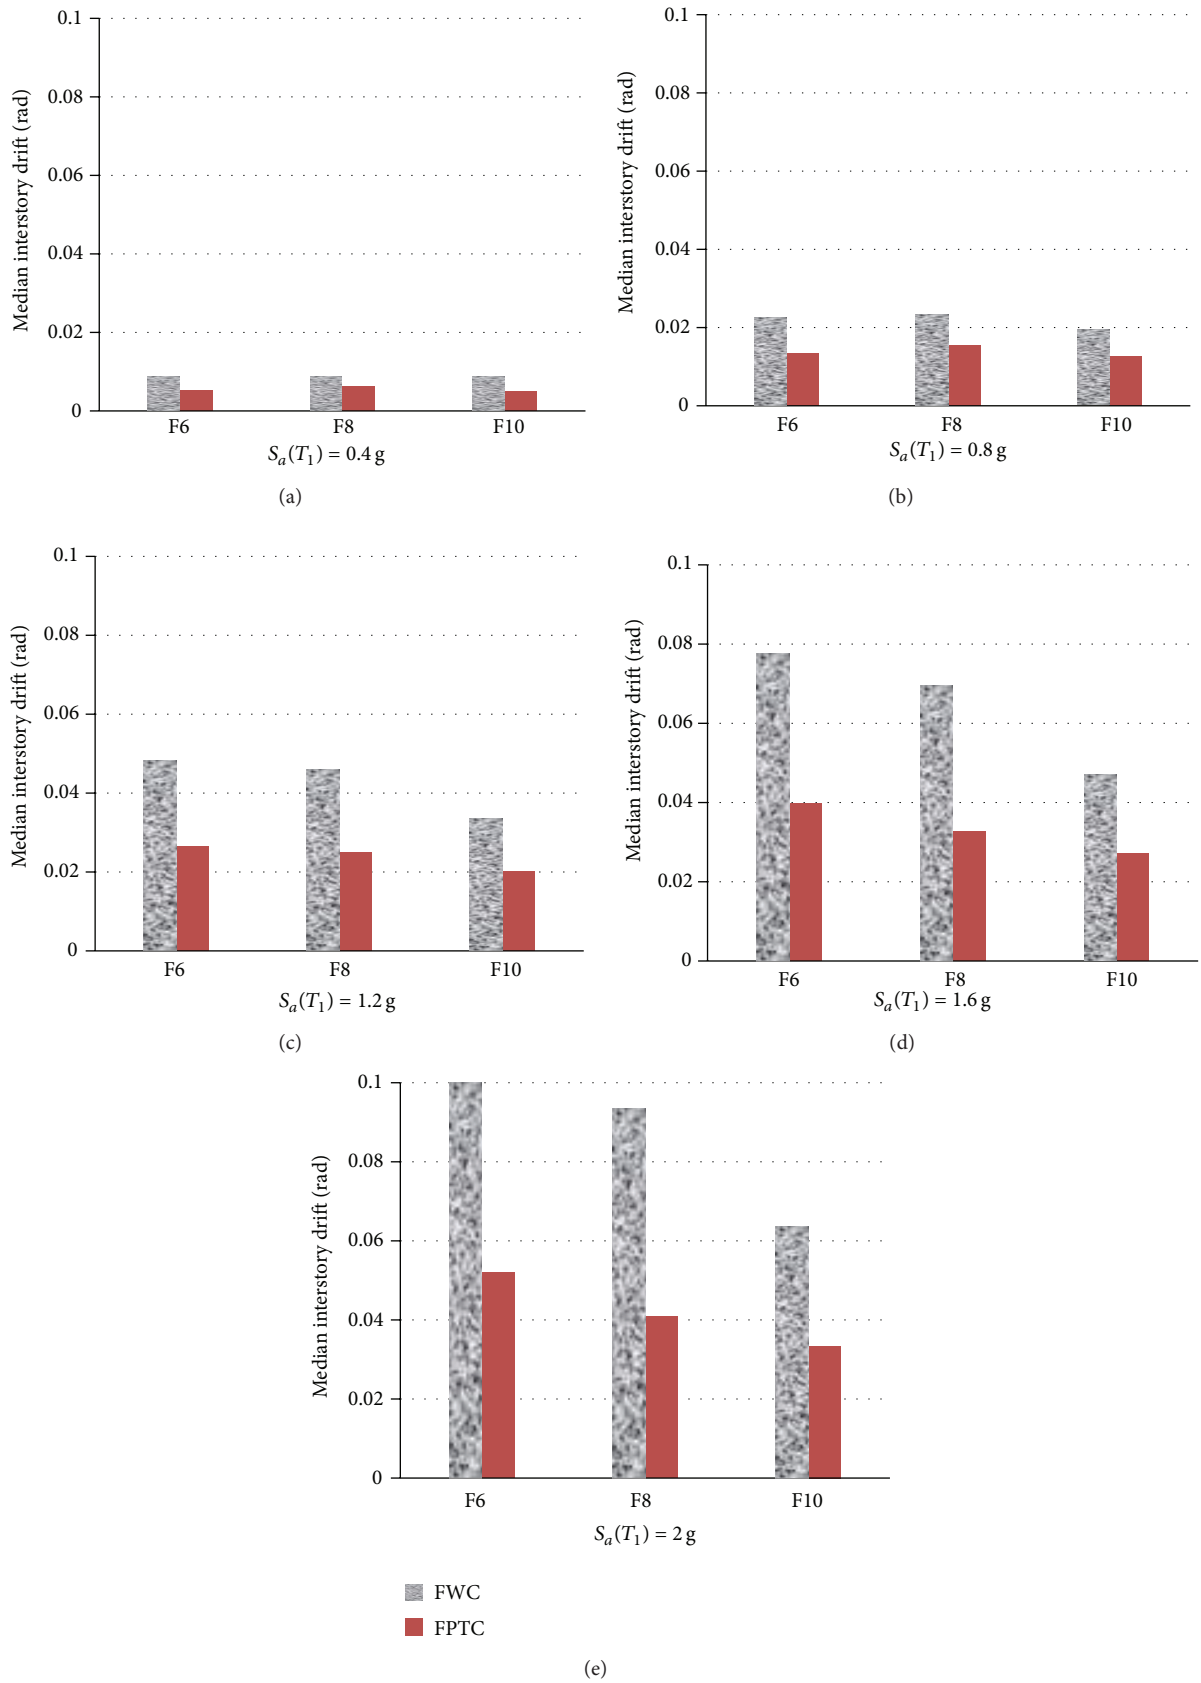 0.1
0.08
0.06
0.04
0.02
0
Median interstory drift (rad)
F6 F8 F10
Sₐ(T₁) = 0.4 g
(a)
0.1
0.08
0.06
0.04
0.02
0
Median interstory drift (rad)
F6 F8 F10
Sₐ(T₁) = 0.8 g
(b)
0.1
0.08
0.06
0.04
0.02
0
Median interstory drift (rad)
F6 F8 F10
Sₐ(T₁) = 1.2 g
(c)
0.1
0.08
0.06
0.04
0.02
0
Median interstory drift (rad)
F6 F8 F10
Sₐ(T₁) = 1.6 g
(d)
0.1
0.08
0.06
0.04
0.02
0
Median interstory drift (rad)
F6 F8 F10
Sₐ(T₁) = 2 g
FWC
FPTC
(e)